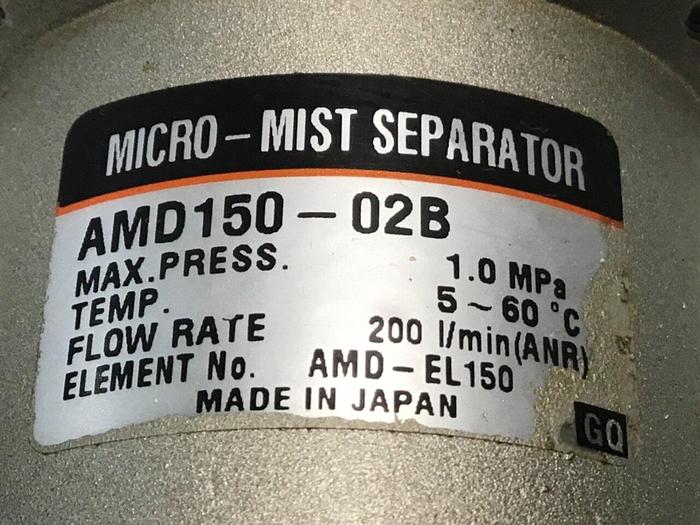 MICRO-MIST SEPARATOR
AMD150-02B
MAX.PRESS. 1.0 MPa
TEMP. 5~60 °C
FLOW RATE 200 l/min(ANR)
ELEMENT No. AMD-EL150
MADE IN JAPAN
GQ